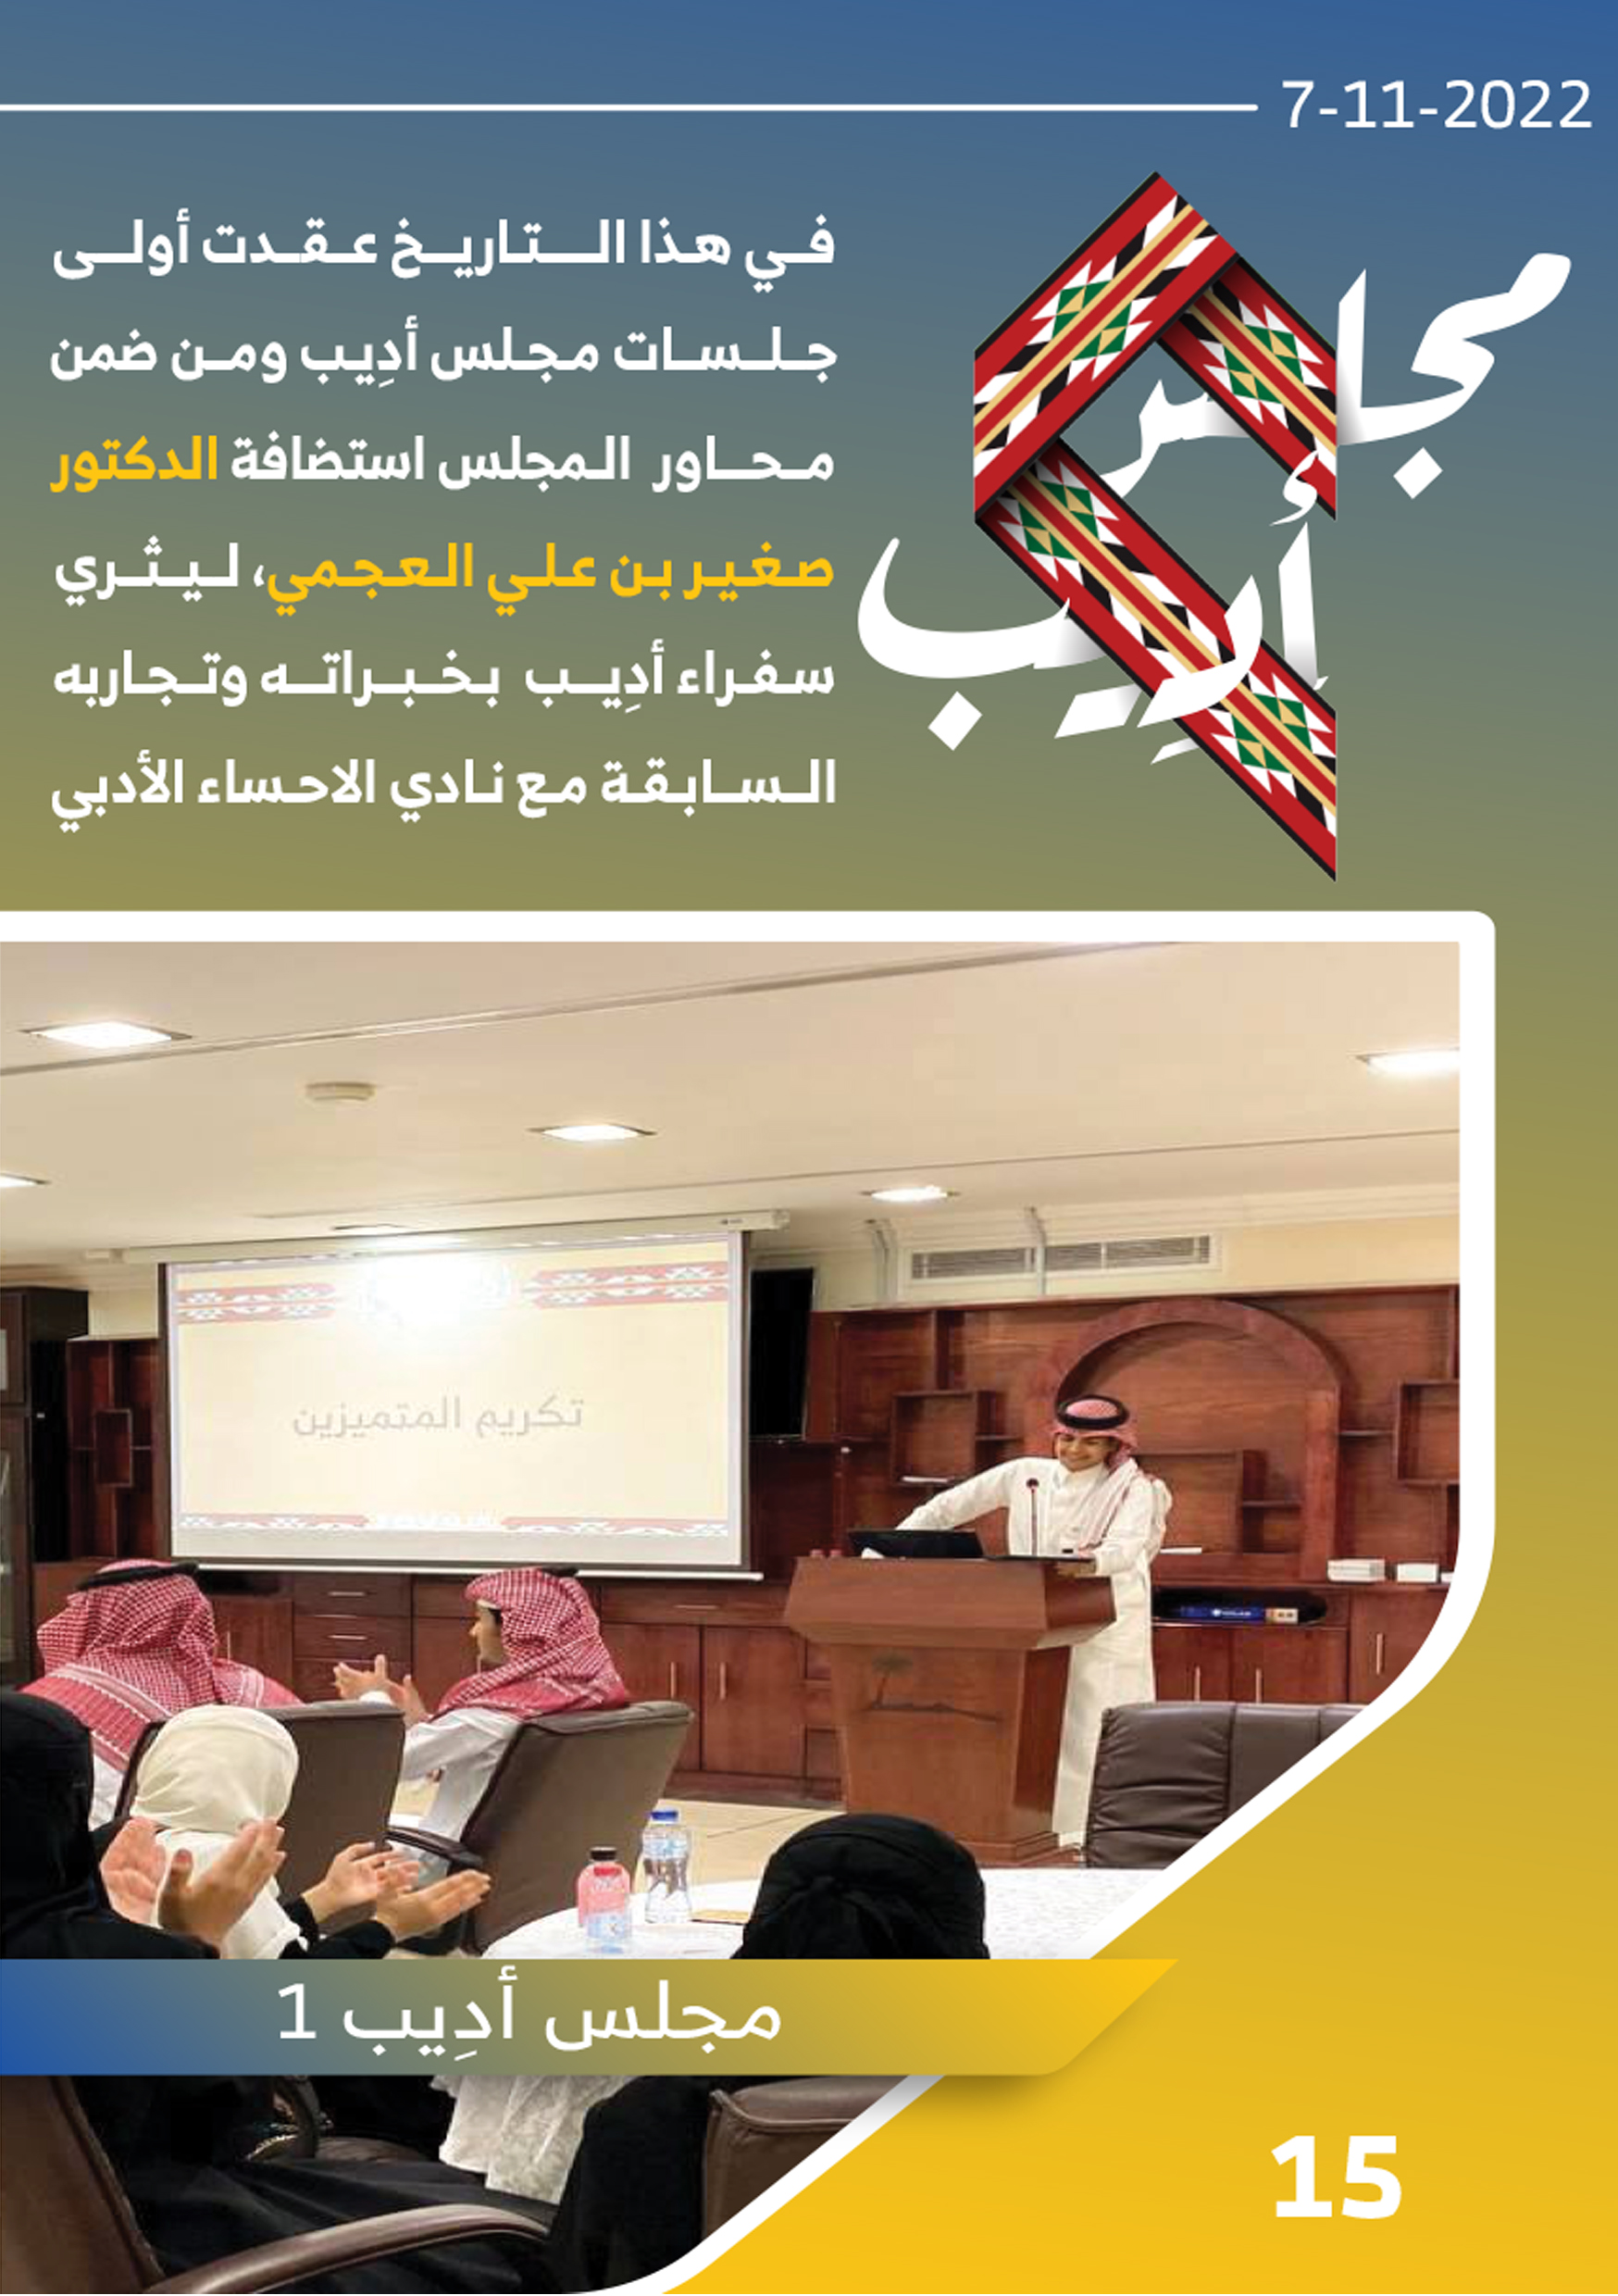 7-11-2022
مجلس
أدِيب
في هذا التاريخ عقدت أولى
جلسات مجلس أدِيب ومن ضمن
محاور المجلس استضافة الدكتور
صغير بن علي العجمي، ليثري
سفراء أدِيب بخبراته وتجاربه
السابقة مع نادي الاحساء الأدبي
تكريم المتميزين
مجلس أدِيب 1
15